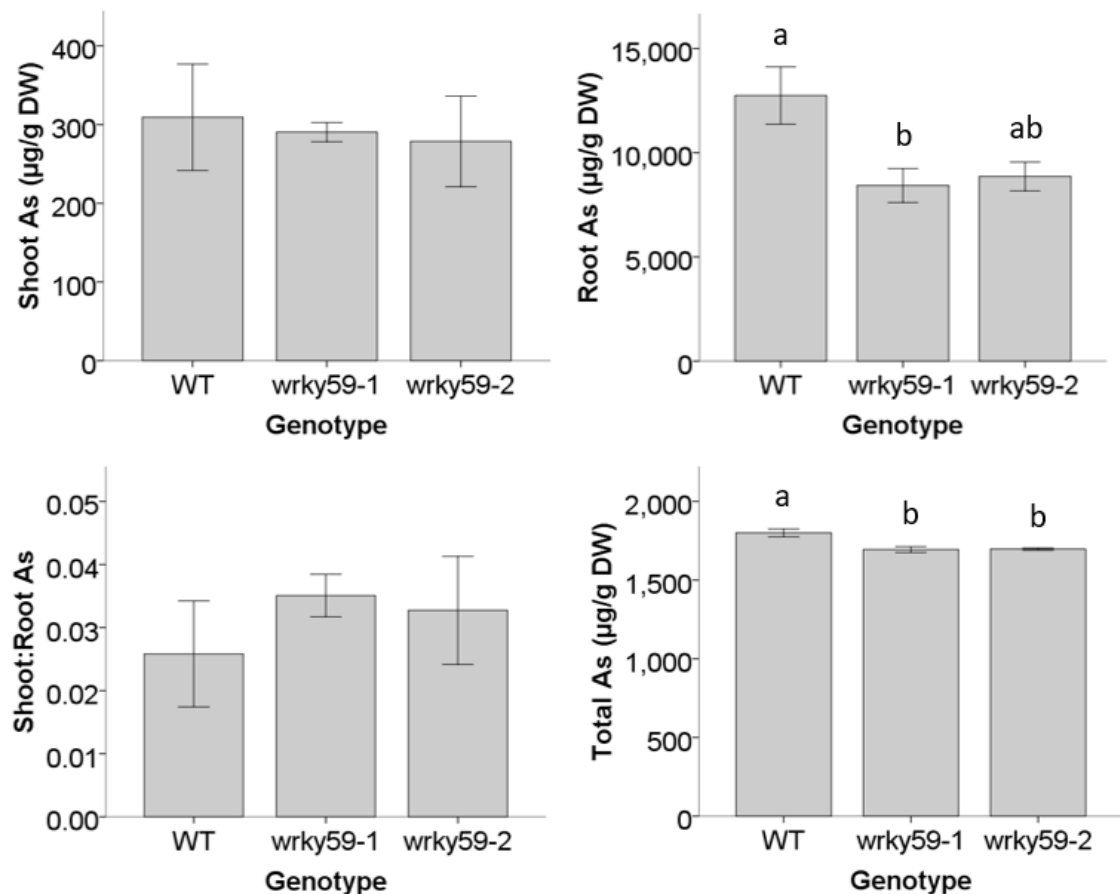 Shoot As (µg/g DW)
400
300
200
100
0
WT wrky59-1 wrky59-2
Genotype
Root As (µg/g DW)
15,000
10,000
5,000
0
a
b
ab
WT wrky59-1 wrky59-2
Genotype
Shoot:Root As
0.05
0.04
0.03
0.02
0.01
0.00
WT wrky59-1 wrky59-2
Genotype
Total As (µg/g DW)
2,000
1,500
1,000
500
0
a b b
WT wrky59-1 wrky59-2
Genotype